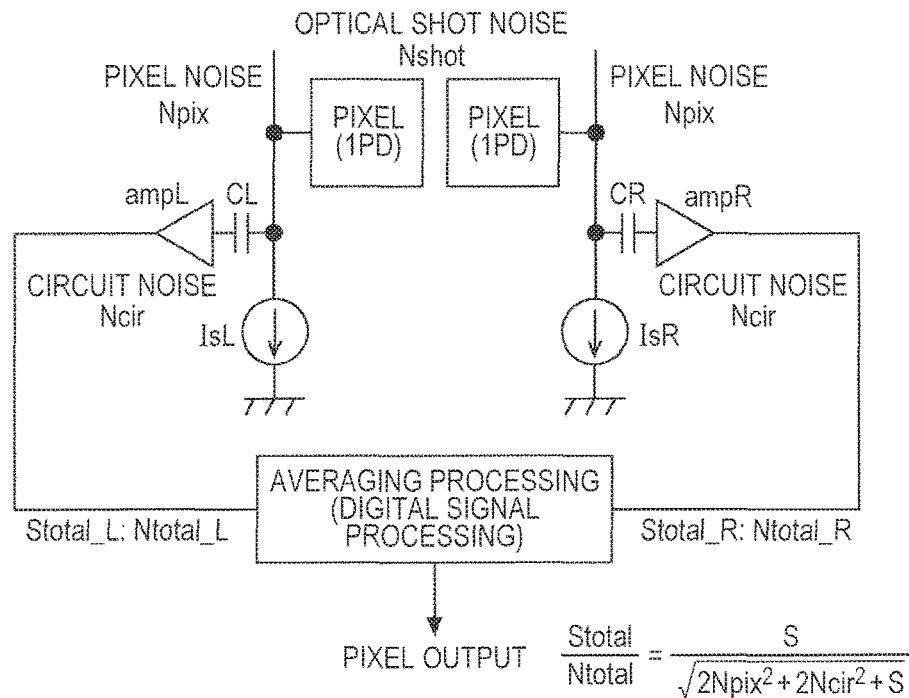 OPTICAL SHOT NOISE
Nshot
PIXEL NOISE
Npix
PIXEL
(1PD)
PIXEL
(1PD)
PIXEL NOISE
Npix
ampL
CL
CR
ampR
CIRCUIT NOISE
Ncir
CIRCUIT NOISE
Ncir
IsL
IsR
AVERAGING PROCESSING
(DIGITAL SIGNAL
PROCESSING)
Stotal_L: Ntotal_L
Stotal_R: Ntotal_R
PIXEL OUTPUT
Stotal/Ntotal = S/√(2Npix²+2Ncir²+S)